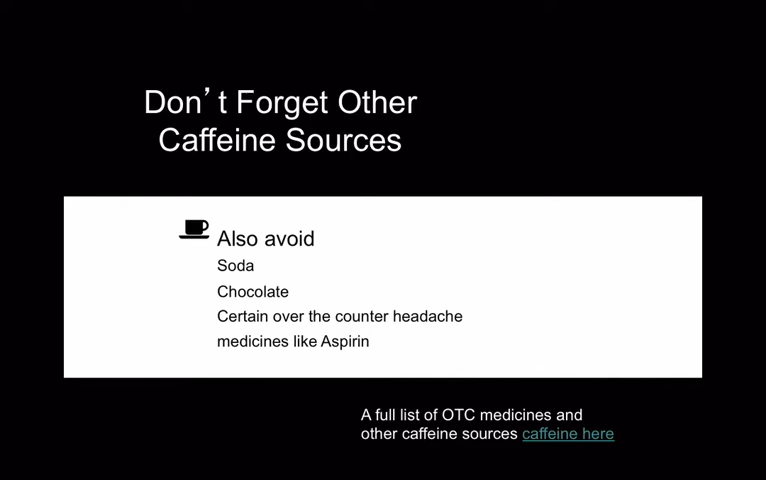 Don’t Forget Other
Caffeine Sources
Also avoid
Soda
Chocolate
Certain over the counter headache
medicines like Aspirin
A full list of OTC medicines and
other caffeine sources caffeine here